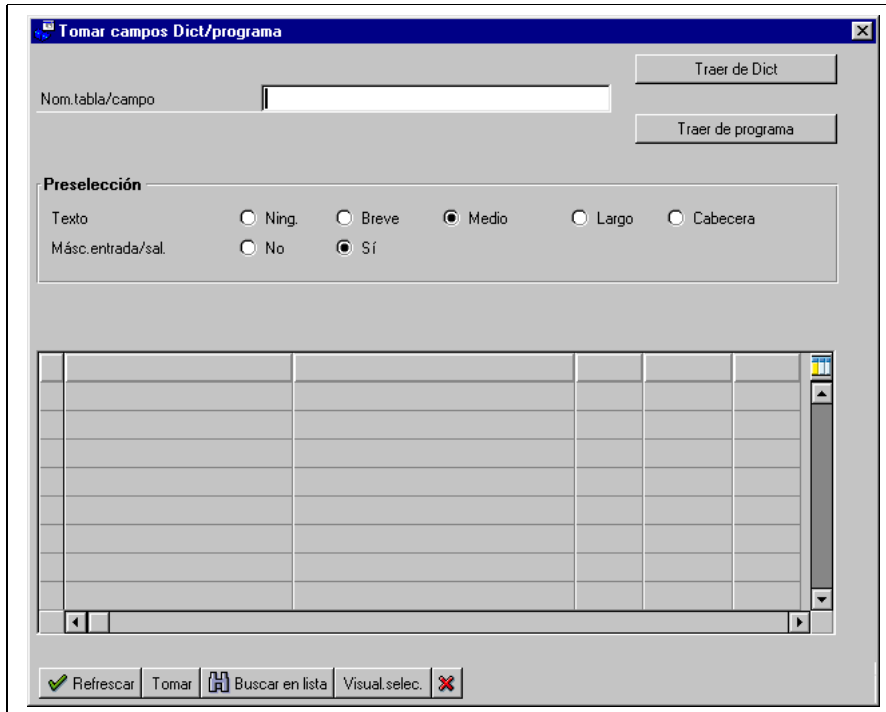 Tomar campos Dict/programa
Traer de Dict
Nom.tabla/campo
Traer de programa
Preselección
Texto Ning. Breve Medio Largo Cabecera
Másc.entrada/sal. No Sí
Refrescar Tomar Buscar en lista Visual.selec.